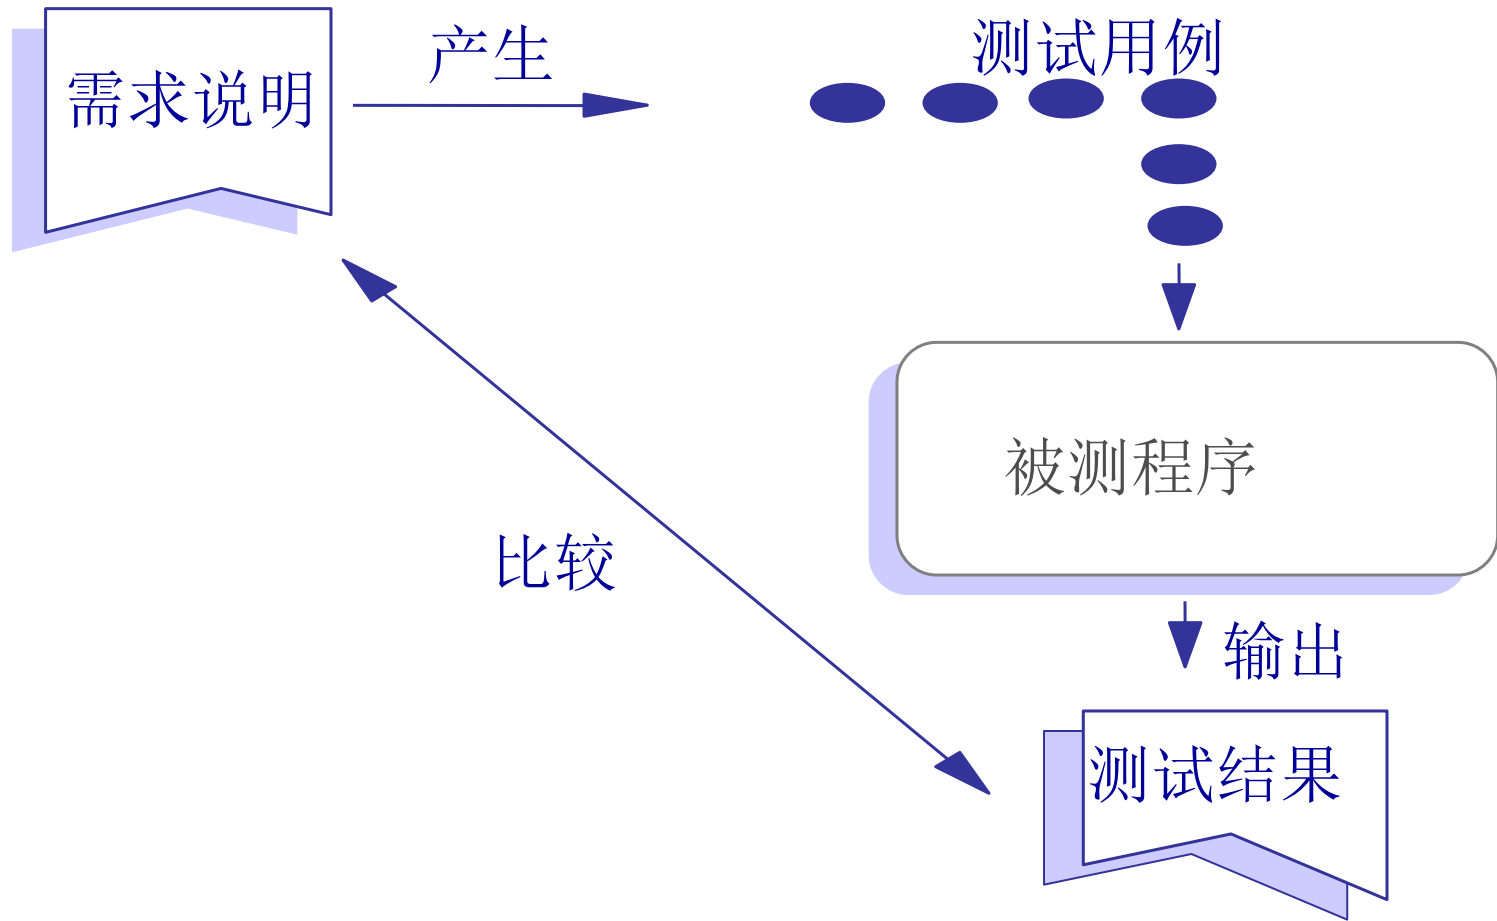 产生
测试用例
需求说明
被测程序
比较
输出
测试结果